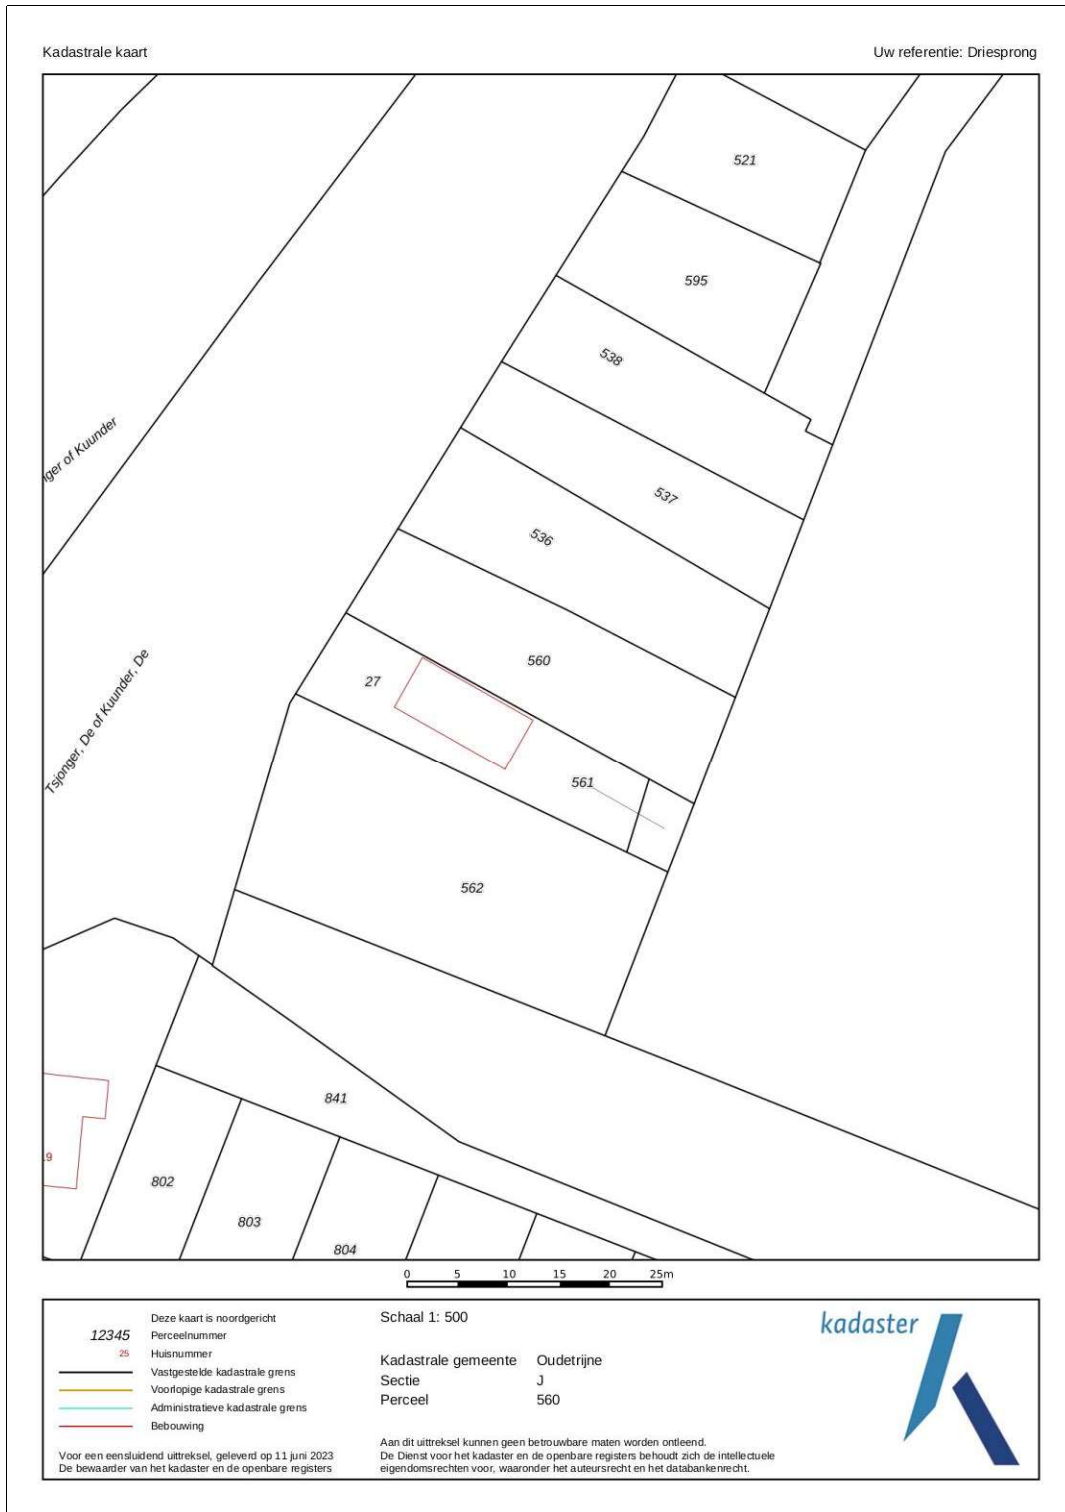 Kadastrale kaart
Uw referentie: Driesprong
521
595
538
nger of Kuunder
537
536
Tsjonger, De of Kuunder, De
560
27
561
562
841
9
802
803
804
0 5 10 15 20 25m
Deze kaart is noordgericht
12345 Perceelnummer
25 Huisnummer
Vastgestelde kadastrale grens
Voorlopige kadastrale grens
Administratieve kadastrale grens
Bebouwing
Voor een eensluidend uittreksel, geleverd op 11 juni 2023
De bewaarder van het kadaster en de openbare registers
Schaal 1: 500
Kadastrale gemeente Oudetrijne
Sectie J
Perceel 560
Aan dit uittreksel kunnen geen betrouwbare maten worden ontleend.
De Dienst voor het kadaster en de openbare registers behoudt zich de intellectuele
eigendomsrechten voor, waaronder het auteursrecht en het databankenrecht.
kadaster